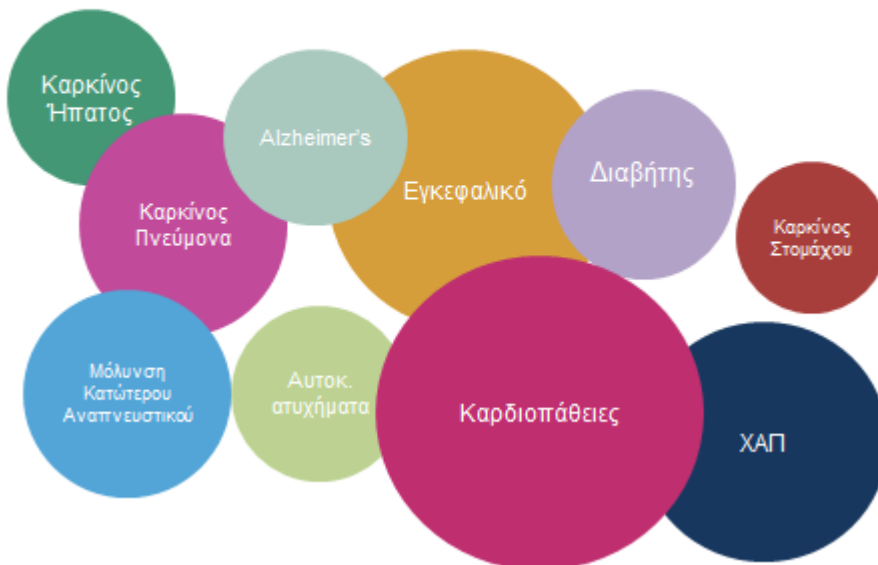 Καρκίνος
Ήπατος
Alzheimer's
Εγκεφαλικό
Διαβήτης
Καρκίνος
Πνεύμονα
Καρκίνος
Στομάχου
Μόλυνση
Κατώτερου
Αναπνευστικού
Αυτοκ.
ατυχήματα
Καρδιοπάθειες
ΧΑΠ